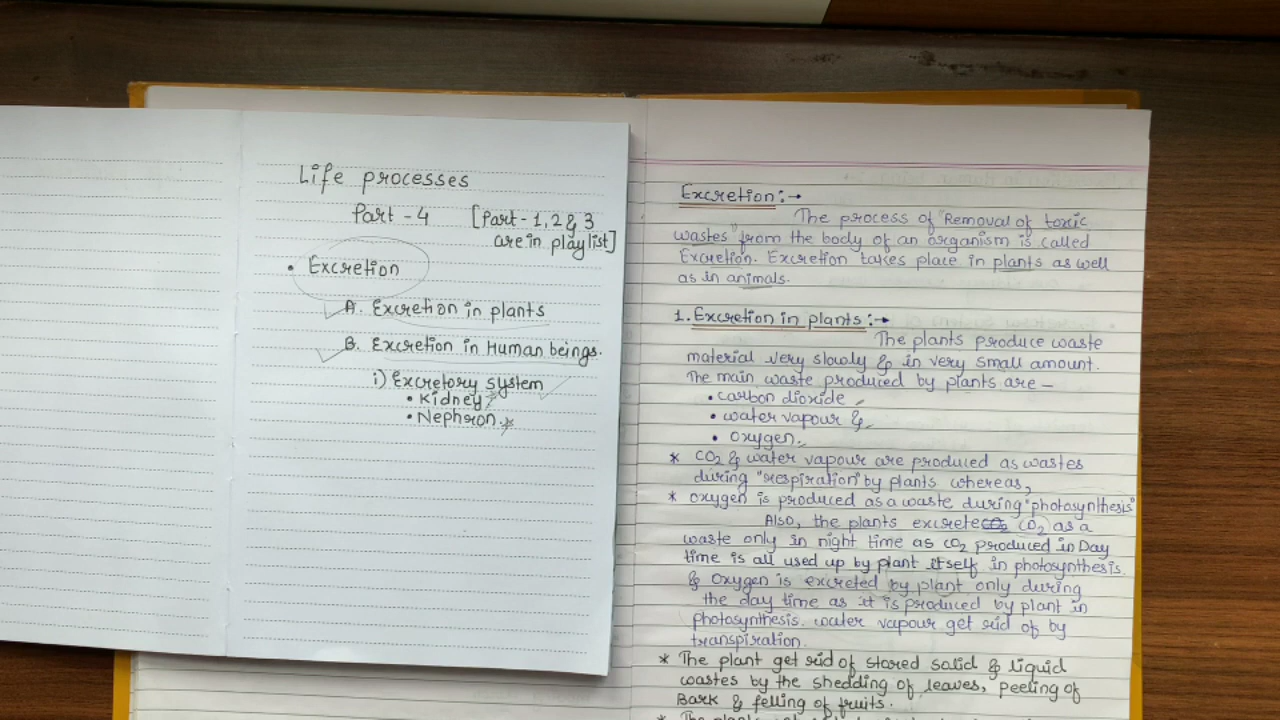 Life processes
Part - 4 [Part - 1, 2 & 3
are in playlist]
• Excretion
A. Excretion in plants
B. Excretion in Human beings.
i) Excretory system
• Kidney
• Nephron.
Excretion :→
The process of "Removal of toxic
wastes" from the body of an organism is called
Excretion. Excretion takes place in plants as well
as in animals.
1. Excretion in plants :→
The plants produce waste
material very slowly & in very small amount.
The main waste produced by plants are —
• carbon dioxide
• water vapour &
• Oxygen.
* CO2 & water vapour are produced as wastes
during "respiration" by plants whereas,
* oxygen is produced as a waste during "photosynthesis"
Also, the plants excrete CO2 as a
waste only in night time as CO2 produced in Day
time is all used up by plant itself in photosynthesis.
& Oxygen is excreted by plant only during
the day time as it is produced by plant in
photosynthesis. water vapour get rid of by
transpiration.
* The plant get rid of stored solid & liquid
wastes by the shedding of leaves, peeling of
Bark & felling of fruits.